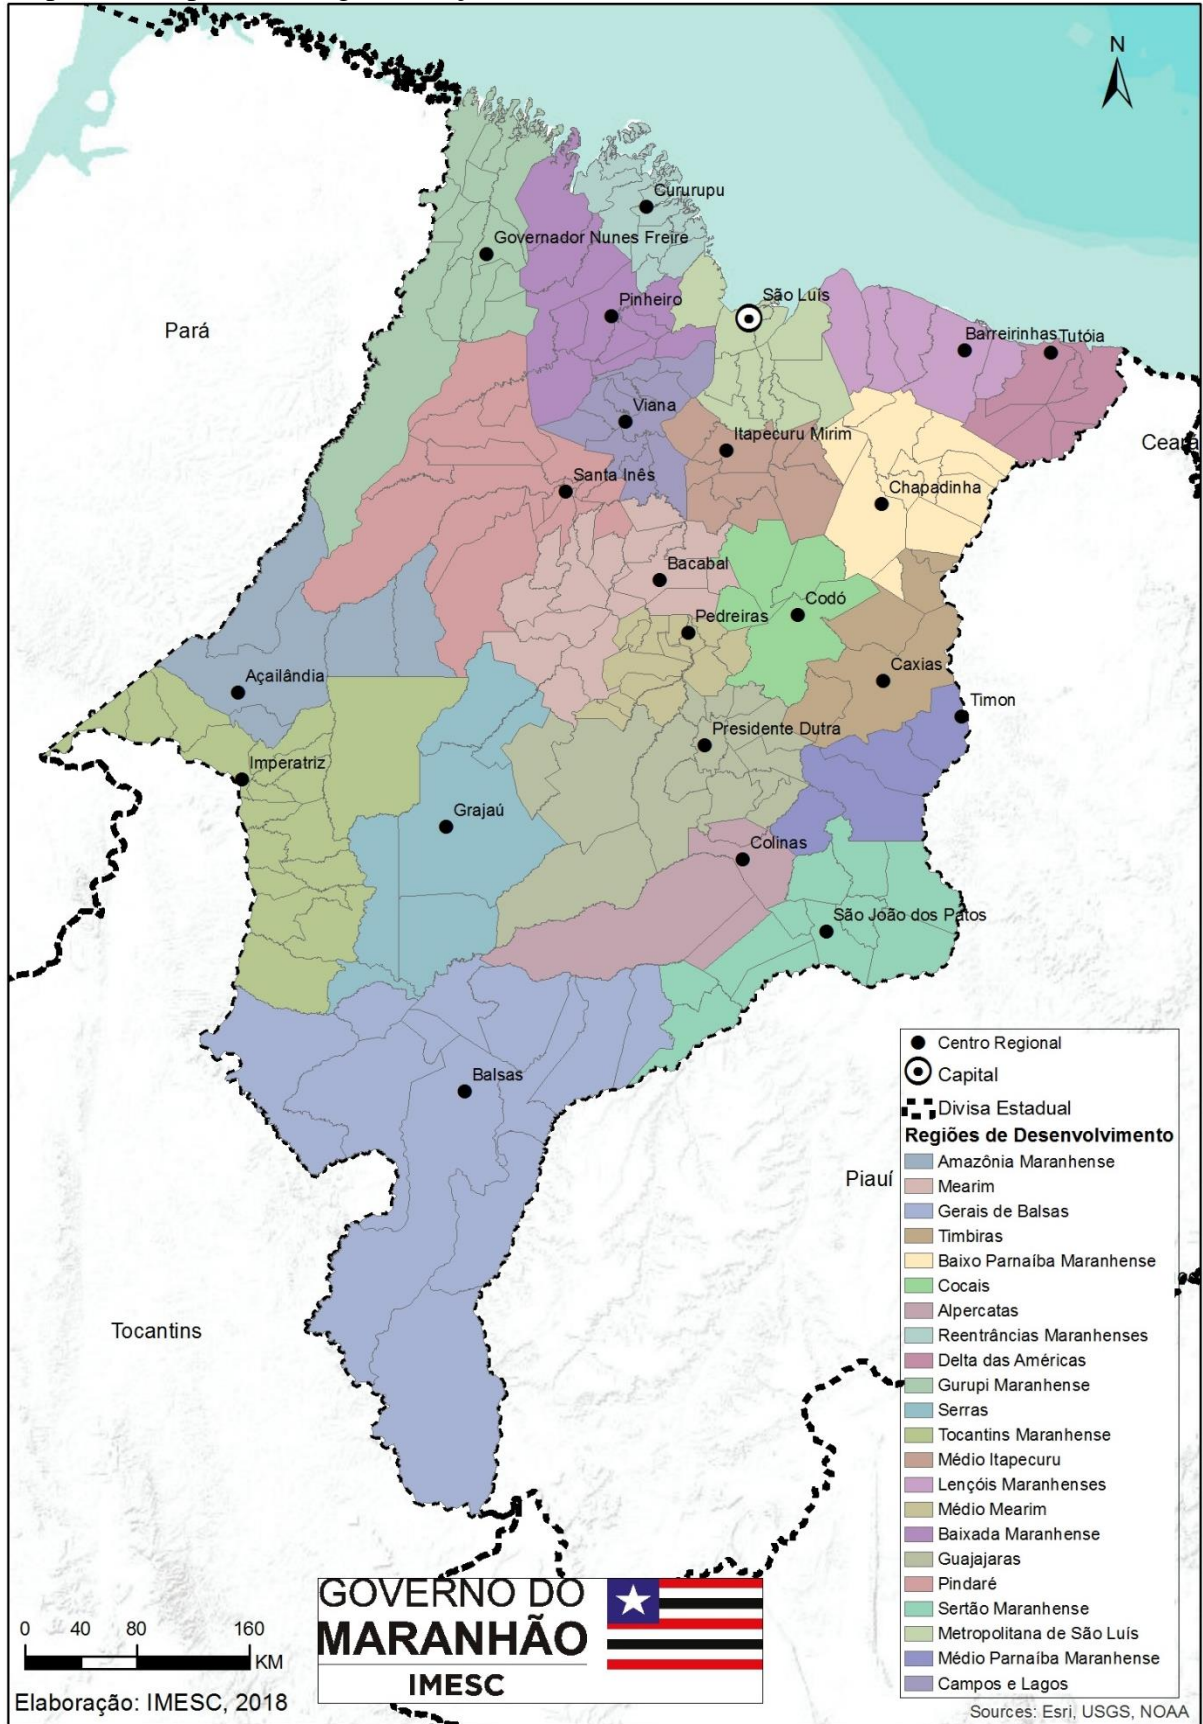 N
Cururupu
Governador Nunes Freire
São Luís
Pinheiro
Pará
Barreirinhas
Tutóia
Viana
Itapecuru Mirim
Ceará
Santa Inês
Chapadinha
Bacabal
Codó
Pedreiras
Caxias
Açailândia
Timon
Presidente Dutra
Imperatriz
Grajaú
Colinas
São João dos Patos
Balsas
Piauí
Tocantins
Centro Regional
Capital
Divisa Estadual
Regiões de Desenvolvimento
Amazônia Maranhense
Mearim
Gerais de Balsas
Timbiras
Baixo Parnaíba Maranhense
Cocais
Alpercatas
Reentrâncias Maranhenses
Delta das Américas
Gurupi Maranhense
Serras
Tocantins Maranhense
Médio Itapecuru
Lençóis Maranhenses
Médio Mearim
Baixada Maranhense
Guajajaras
Pindaré
Sertão Maranhense
Metropolitana de São Luís
Médio Parnaíba Maranhense
Campos e Lagos
GOVERNO DO
MARANHÃO
IMESC
0 40 80 160
KM
Elaboração: IMESC, 2018
Sources: Esri, USGS, NOAA